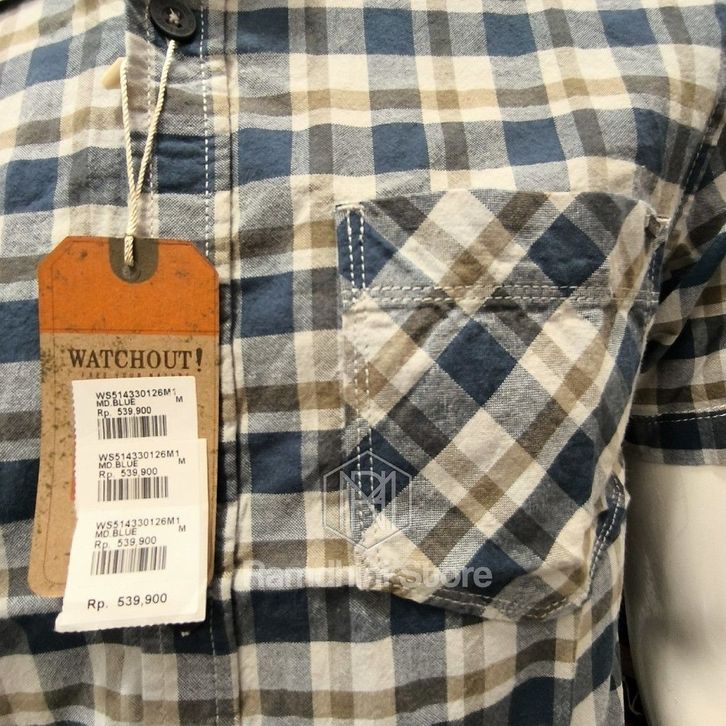 WATCHOUT!
WS514330126M1
MD.BLUE M
Rp. 539,900
WS514330126M1
MD.BLUE M
Rp. 539,900
WS514330126M1
MD.BLUE M
Rp. 539,900
Rp. 539,900
Store